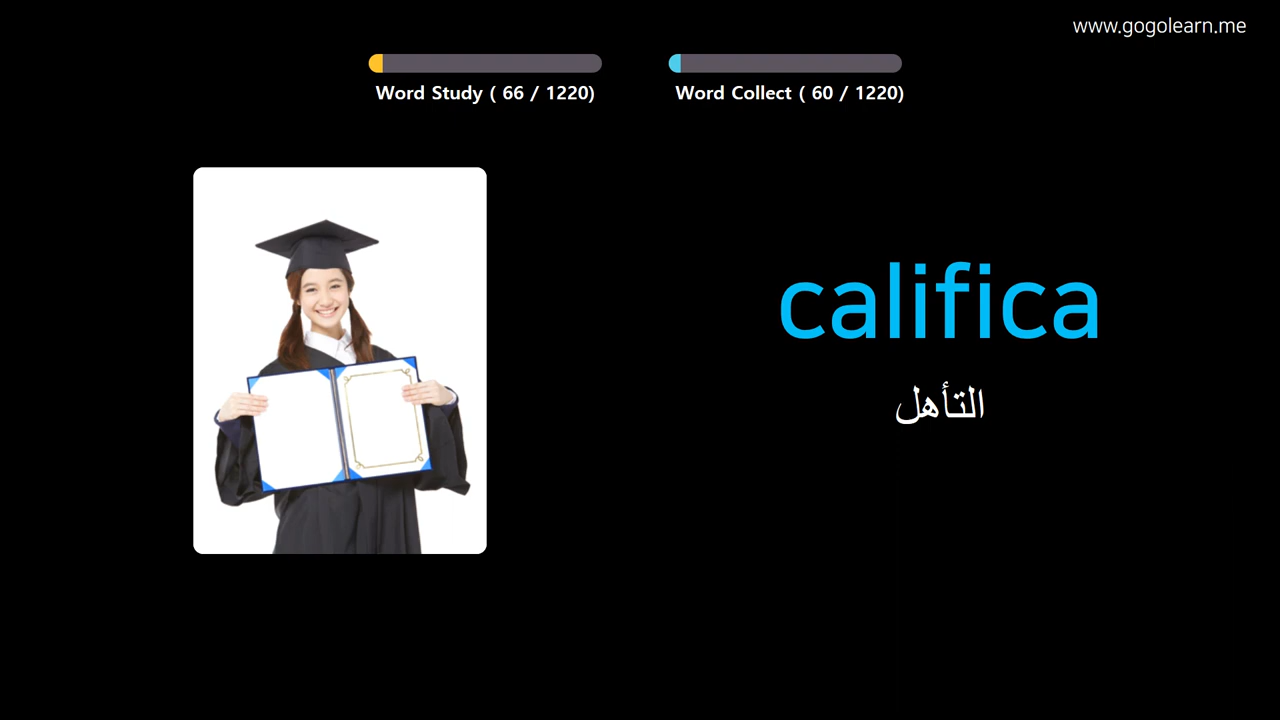 www.gogolearn.me
Word Study ( 66 / 1220)
Word Collect ( 60 / 1220)
califica
التأهل